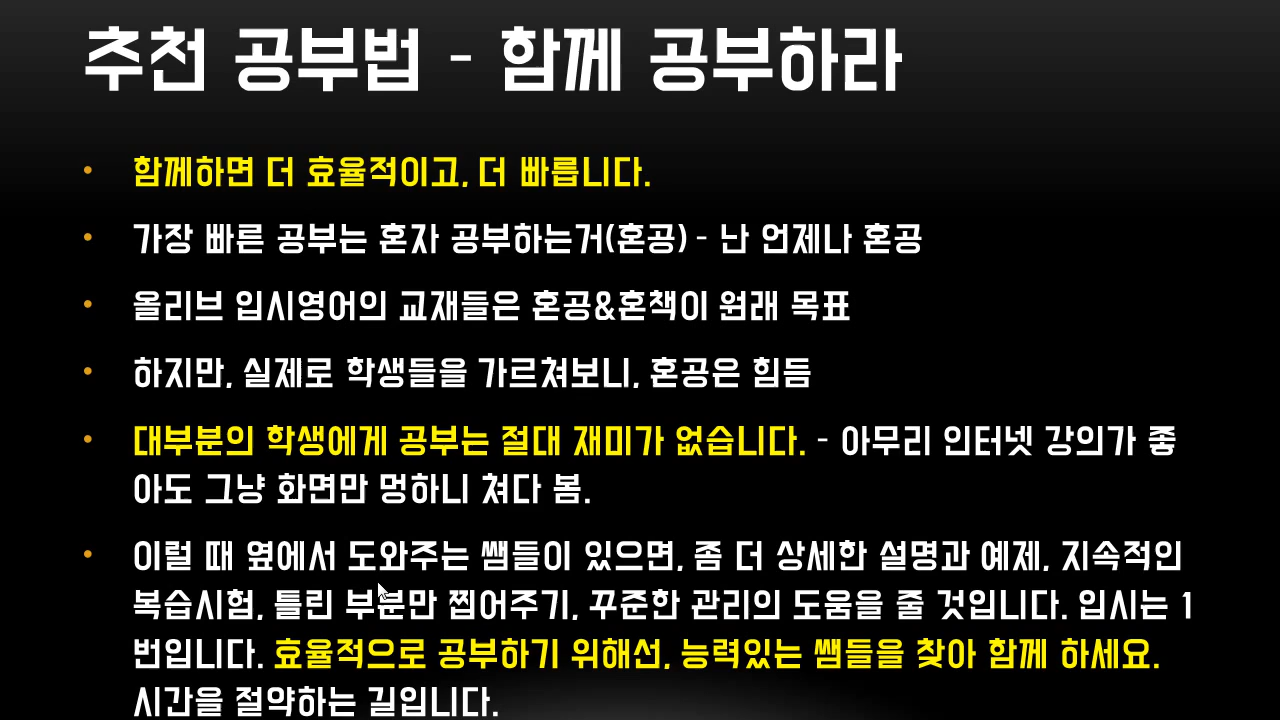 추천 공부법 - 함께 공부하라
• 함께하면 더 효율적이고, 더 빠릅니다.
• 가장 빠른 공부는 혼자 공부하는거(혼공) - 난 언제나 혼공
• 올리브 입시영어의 교재들은 혼공&혼책이 원래 목표
• 하지만, 실제로 학생들을 가르쳐보니, 혼공은 힘듬
• 대부분의 학생에게 공부는 절대 재미가 없습니다. - 아무리 인터넷 강의가 좋
아도 그냥 화면만 멍하니 쳐다 봄.
• 이럴 때 옆에서 도와주는 쌤들이 있으면, 좀 더 상세한 설명과 예제, 지속적인
복습시험, 틀린 부분만 찝어주기, 꾸준한 관리의 도움을 줄 것입니다. 입시는 1
번입니다. 효율적으로 공부하기 위해선, 능력있는 쌤들을 찾아 함께 하세요.
시간을 절약하는 길입니다.